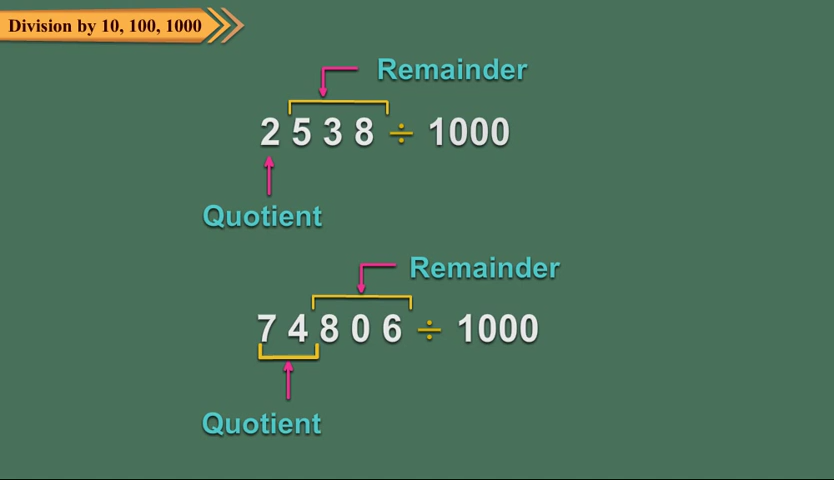 Division by 10, 100, 1000
Remainder
2 5 3 8 ÷ 1000
Quotient
Remainder
7 4 8 0 6 ÷ 1000
Quotient